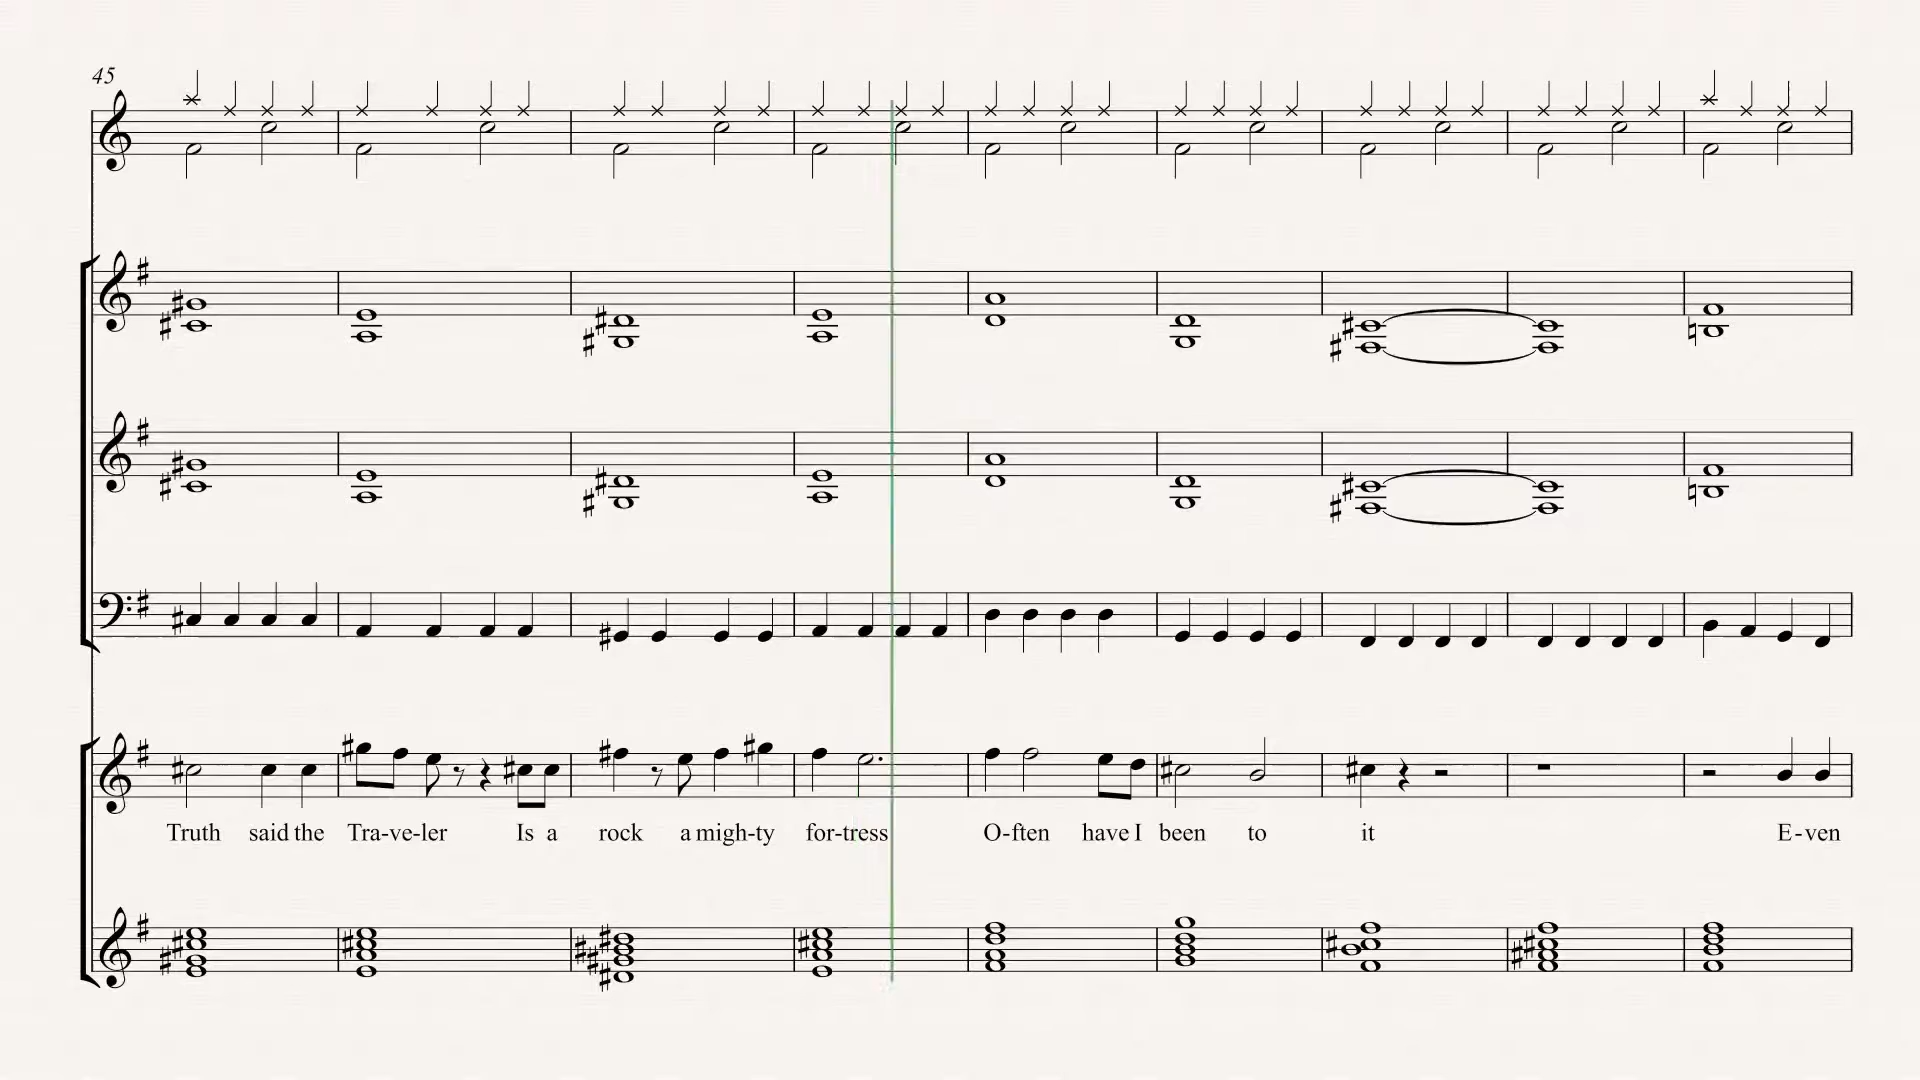 45
Truth said the Tra-ve-ler Is a rock a migh-ty for-tress O-ften have I been to it E-ven